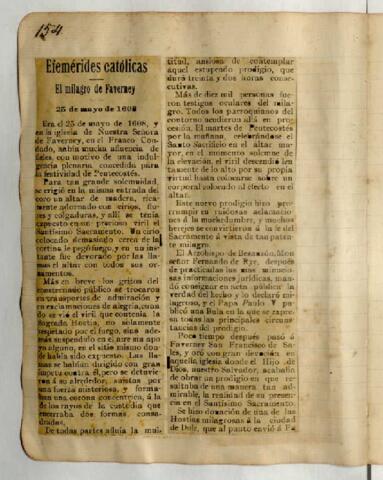 154
Efemérides católicas
El milagro de Faverney
25 de mayo de 1608
Era el 25 de mayo de 1608, y
en la iglesia de Nuestra Señora
de Faverney, en el Franco Con-
dado, había mucha afluencia de
fieles, con motivo de una indul-
gencia plenaria concedida para
la festividad de Pentecostés.
Para tan grande solemnidad,
se erigió en la misma entrada del
coro un altar de madera, rica-
mente adornado con cirios, flo-
res y colgaduras, y allí se tenía
expuesto en un precioso viril el
Santísimo Sacramento. Un cirio
colocado demasiado cerca de la
cortina le pegó fuego, y en un ins-
tante fue devorado por las lla-
mas el altar con todos sus or-
namentos.
Más en breve los gritos del
consternado público se trocaron
en transportes de admiración y
en exclamaciones de alegría, cuan-
do se vió el viril que contenía la
Sagrada Hostia, no solamente
respetado por el fuego, sino ade-
más suspendido en el aire sin apo-
yo alguno, en el sitio mismo don-
de había sido expuesto. Las lla-
mas se habían dirigido con gran
ímpetu contra él, pero se detuvie-
ron á su alrededor, sujetas por
una fuerza misteriosa, y forma-
ban una corona concéntrica, á la
de los rayos de la custodia que
encerraba dos formas consa-
gradas.
De todas partes afluía la mul-
titud, ansiosa de contemplar
aquel estupendo prodigio, que
duró treinta y dos horas conse-
cutivas.
Más de diez mil personas fue-
ron testigos oculares del mila-
gro. Todos los parroquianos del
contorno acudieron allá en pro-
cesión. El martes de Pentecostés
por la mañana, celebrándose el
Santo Sacrificio en el altar ma-
yor, en el momento solemne de
la elevación, el viril descendió len-
tamente de lo alto por su propia
virtud hasta colocarse sobre un
corporal colocado al efecto en el
altar.
Este nuevo prodigio hizo pro-
rrumpir en ruidosas aclamacio-
nes á la muchedumbre, y muchos
herejes se convirtieron á la fe del
Sacramento á vista de tan pa-
tente milagro.
El Arzobispo de Besanzón, Mon-
señor Fernando de Rye, después
de practicadas las más minucio-
sas informaciones jurídicas, man-
dó consignar en acta pública la
verdad del hecho y lo declaró mi-
lagroso, y el Papa Paulo V publi-
có una Bula en la que se expre-
san todas las principales circuns-
tancias del prodigio.
Poco tiempo después pasó á
Faverney San Francisco de Sa-
les, y oró con gran devoción en
aquella iglesia donde el Hijo de
Dios, nuestro Salvador, acababa
de obrar un prodigio en que re-
saltaba de una manera tan ad-
mirable, la realidad de su presen-
cia en el Santísimo Sacramento.
Se hizo donación de una de las
Hostias milagrosas á la ciudad
de Dole, que al punto envió á Fa